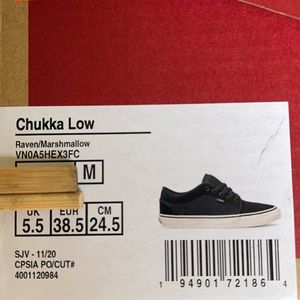 Chukka Low
Raven/Marshmallow
VN0A5HEX3FC
M
UK EUR CM
5.5 38.5 24.5
SJV - 11/20
CPSIA PO/CUT#
4001120984
1 94901 72186 4